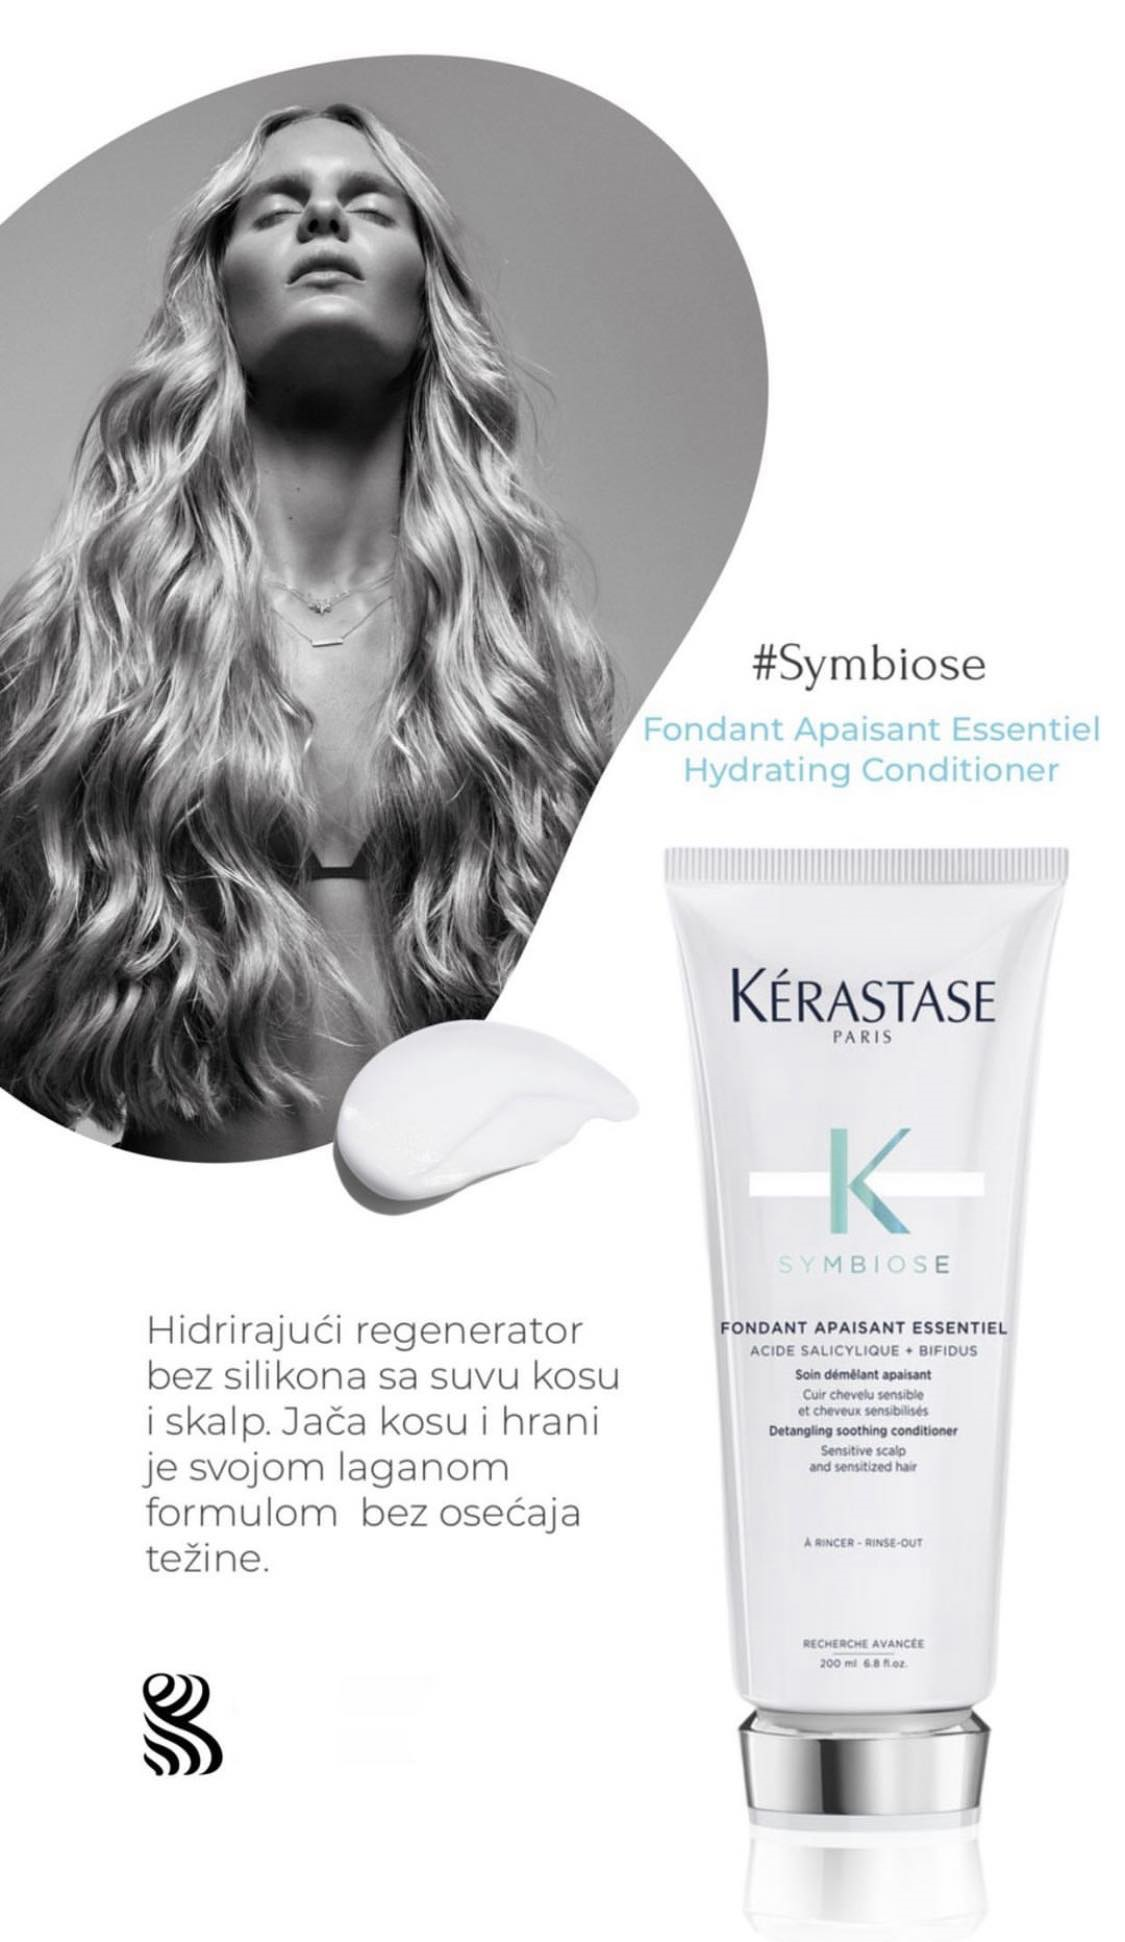 #Symbiose
Fondant Apaisant Essentiel
Hydrating Conditioner
KÉRASTASE
PARIS
K
SYMBIOSE
FONDANT APAISANT ESSENTIEL
ACIDE SALICYLIQUE + BIFIDUS
Soin démêlant apaisant
Cuir chevelu sensible
et cheveux sensibilisés
Detangling soothing conditioner
Sensitive scalp
and sensitized hair
À RINCER - RINSE-OUT
RECHERCHE AVANCÉE
200 ml 6.8 fl.oz.
Hidrirajući regenerator
bez silikona sa suvu kosu
i skalp. Jača kosu i hrani
je svojom laganom
formulom  bez osećaja
težine.